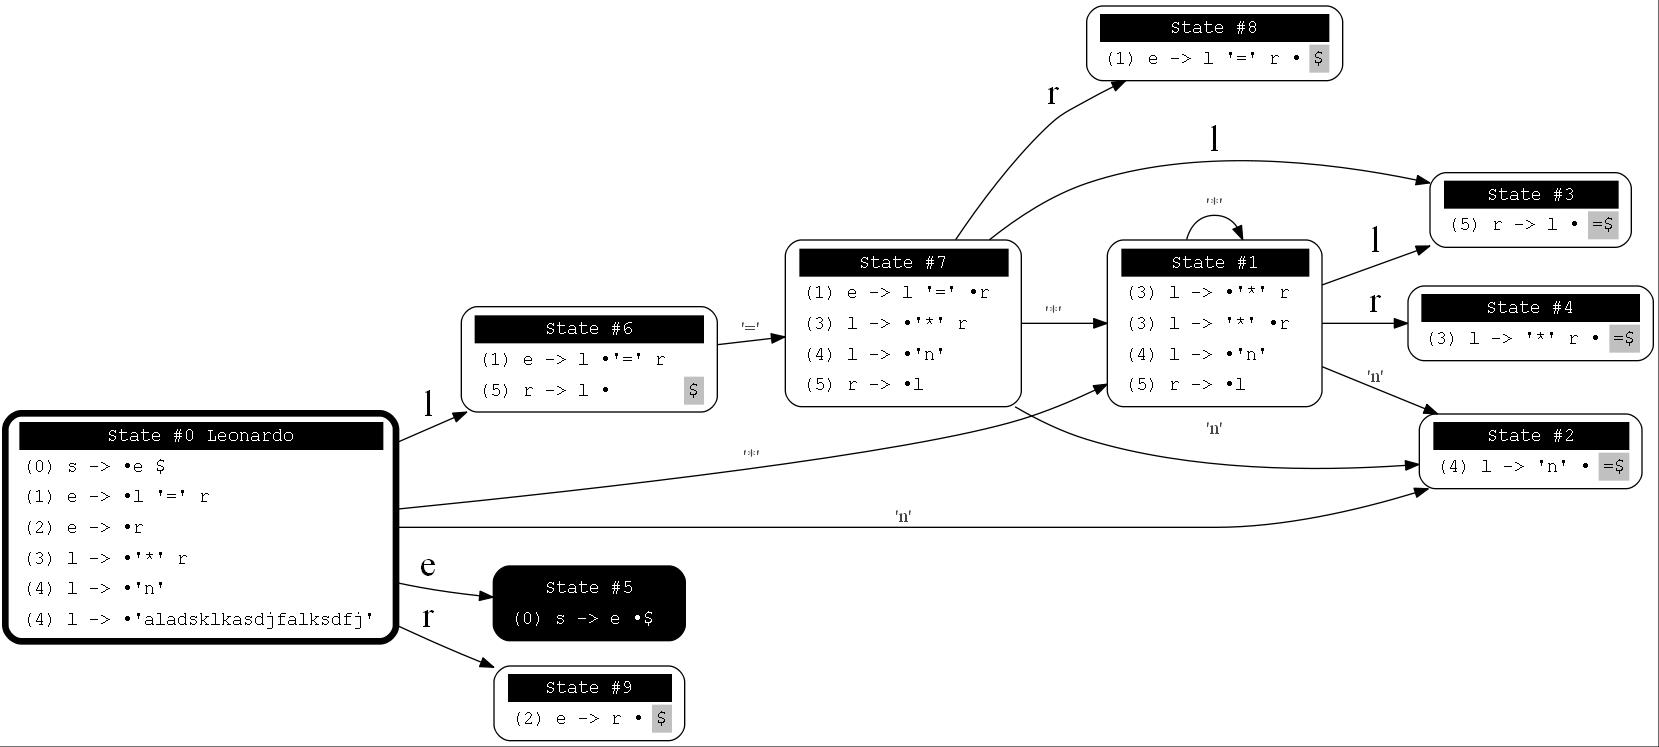 State #8
(1) e -> l '=' r • $
r
l
State #3
(5) r -> l • =$
'*'
l
State #7
(1) e -> l '=' •r
(3) l -> •'*' r
(4) l -> •'n'
(5) r -> •l
'*'
State #1
(3) l -> •'*' r
(3) l -> '*' •r
(4) l -> •'n'
(5) r -> •l
r
State #4
(3) l -> '*' r • =$
State #6
(1) e -> l •'=' r
(5) r -> l • $
'='
'n'
'n'
State #2
(4) l -> 'n' • =$
l
'*'
'n'
State #0 Leonardo
(0) s -> •e $
(1) e -> •l '=' r
(2) e -> •r
(3) l -> •'*' r
(4) l -> •'n'
(4) l -> •'aladsklkasdjfalksdfj'
e
State #5
(0) s -> e •$
r
State #9
(2) e -> r • $